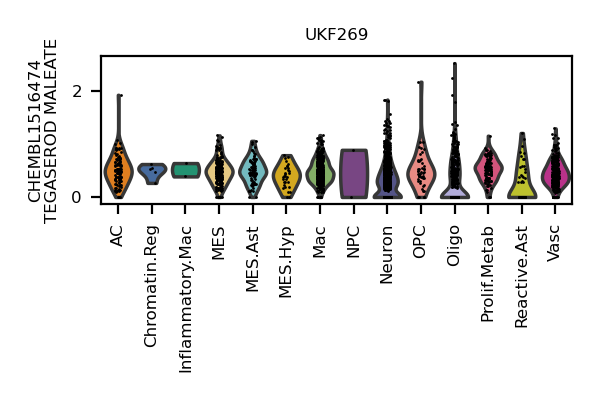 UKF269
CHEMBL1516474
TEGASEROD MALEATE
2
0
AC
Chromatin.Reg
Inflammatory.Mac
MES
MES.Ast
MES.Hyp
Mac
NPC
Neuron
OPC
Oligo
Prolif.Metab
Reactive.Ast
Vasc